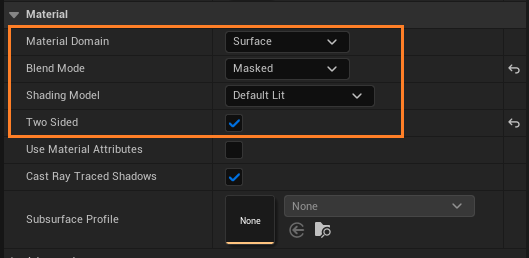 Material
Material Domain Surface
Blend Mode Masked
Shading Model Default Lit
Two Sided
Use Material Attributes
Cast Ray Traced Shadows
Subsurface Profile None None